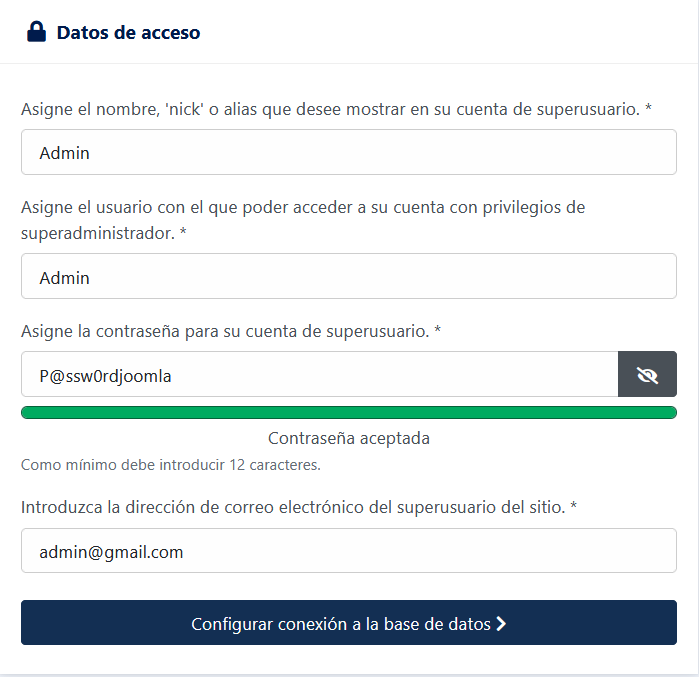 Datos de acceso
Asigne el nombre, 'nick' o alias que desee mostrar en su cuenta de superusuario. *
Admin
Asigne el usuario con el que poder acceder a su cuenta con privilegios de
superadministrador. *
Admin
Asigne la contraseña para su cuenta de superusuario. *
P@ssw0rdjoomla
Contraseña aceptada
Como mínimo debe introducir 12 caracteres.
Introduzca la dirección de correo electrónico del superusuario del sitio. *
admin@gmail.com
Configurar conexión a la base de datos